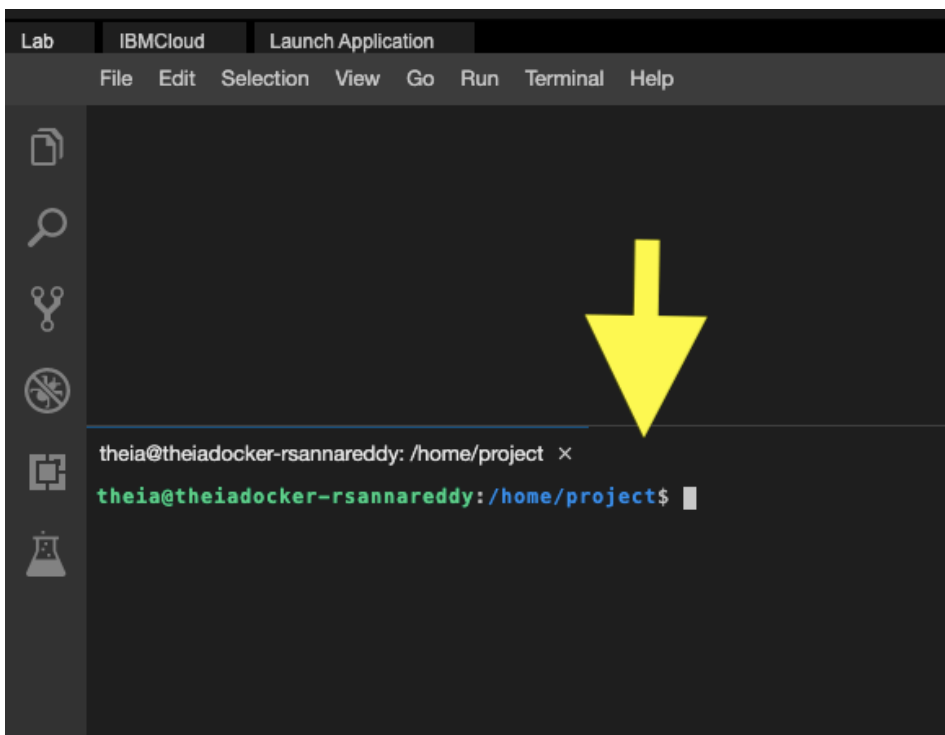 Lab IBMCloud Launch Application
File Edit Selection View Go Run Terminal Help
theia@theiadocker-rsannareddy: /home/project ×
theia@theiadocker-rsannareddy:/home/project$